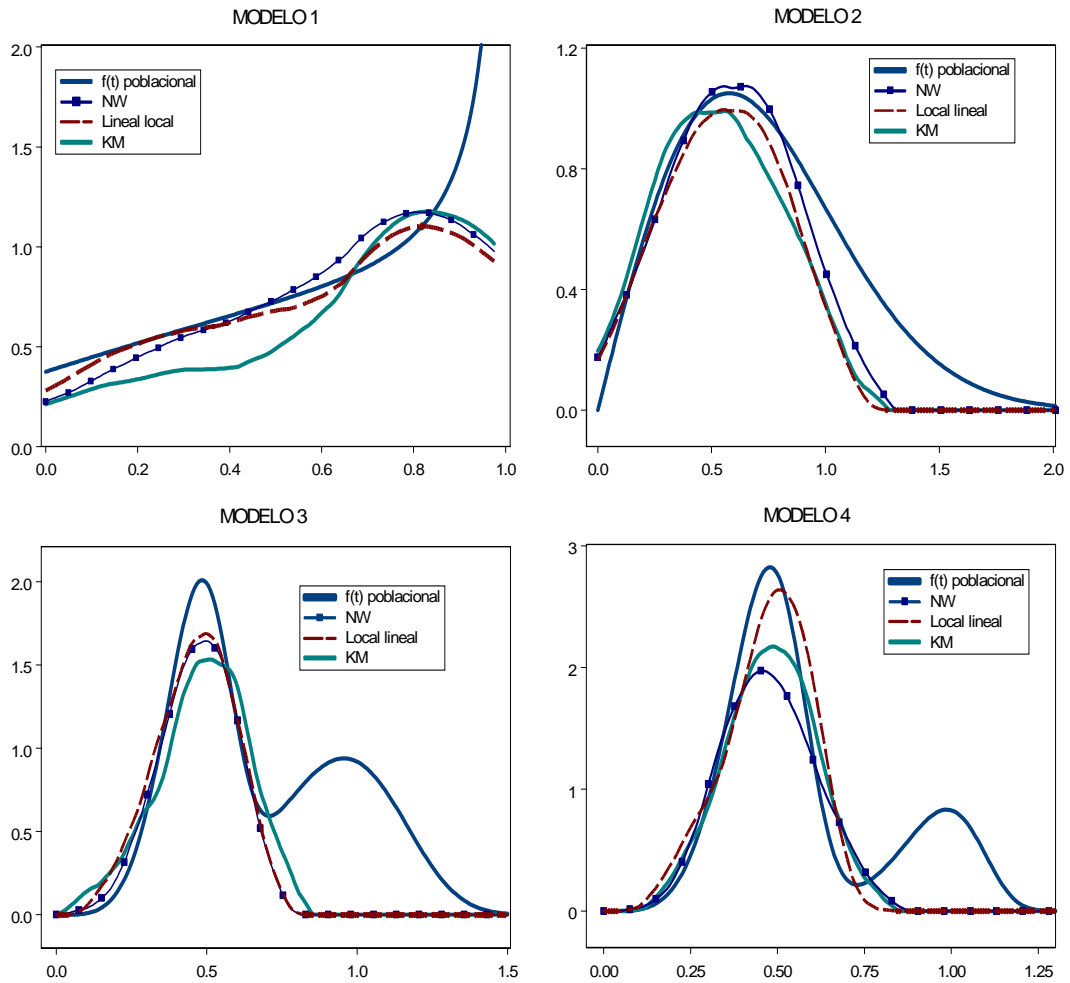 MODELO 1
2.0
1.5
1.0
0.5
0.0
0.0 0.2 0.4 0.6 0.8 1.0
f(t) poblacional
NW
Lineal local
KM
MODELO 2
1.2
0.8
0.4
0.0
0.0 0.5 1.0 1.5 2.0
f(t) poblacional
NW
Local lineal
KM
MODELO 3
2.0
1.5
1.0
0.5
0.0
0.0 0.5 1.0 1.5
f(t) poblacional
NW
Local lineal
KM
MODELO 4
3
2
1
0
0.00 0.25 0.50 0.75 1.00 1.25
f(t) poblacional
NW
Local lineal
KM